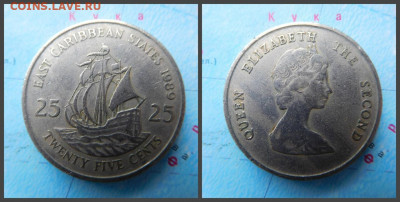 COINS.LAVE.RU
Кука
EAST CARIBBEAN STATES 1989
25 25
TWENTY FIVE CENTS
Кука
QUEEN ELIZABETH THE SECOND